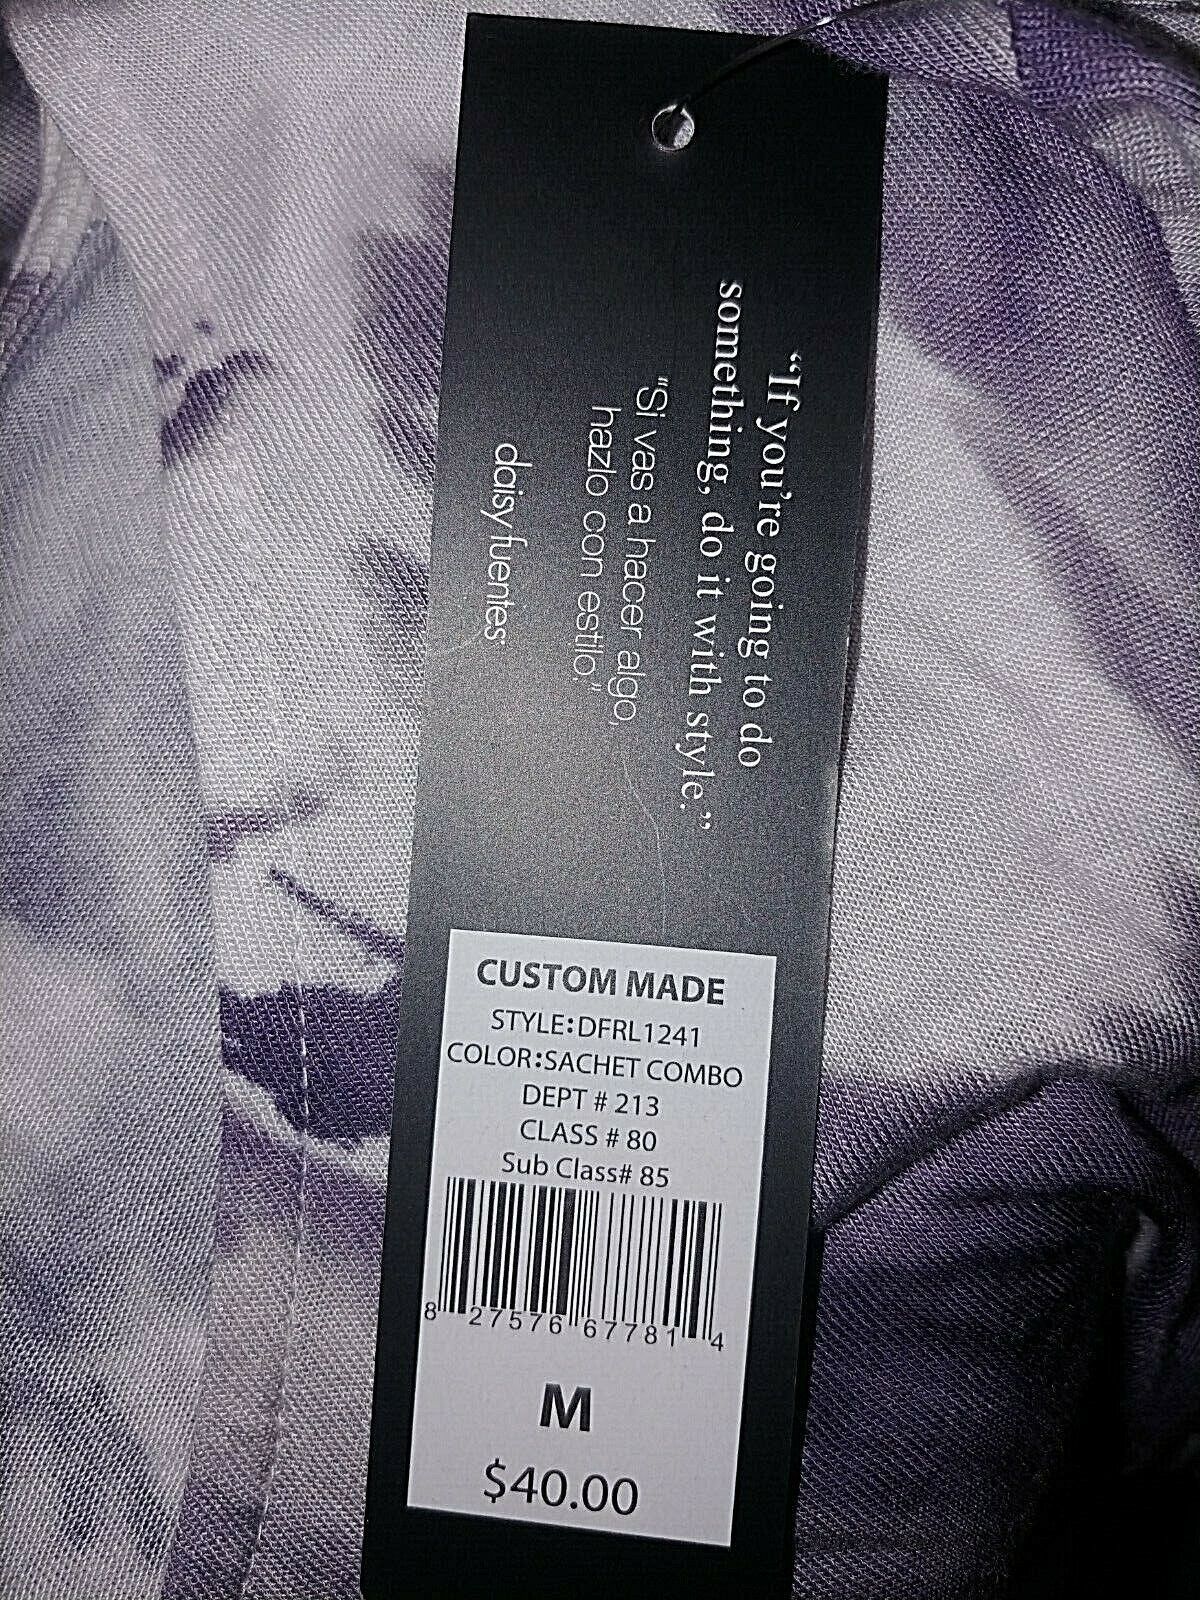 “If you're going to do
something, do it with style.”
"Si vas a hacer algo,
hazlo con estilo,"
daisy fuentes.
CUSTOM MADE
STYLE:DFRL1241
COLOR:SACHET COMBO
DEPT # 213
CLASS # 80
Sub Class# 85
8 27576 67781 4
M
$40.00